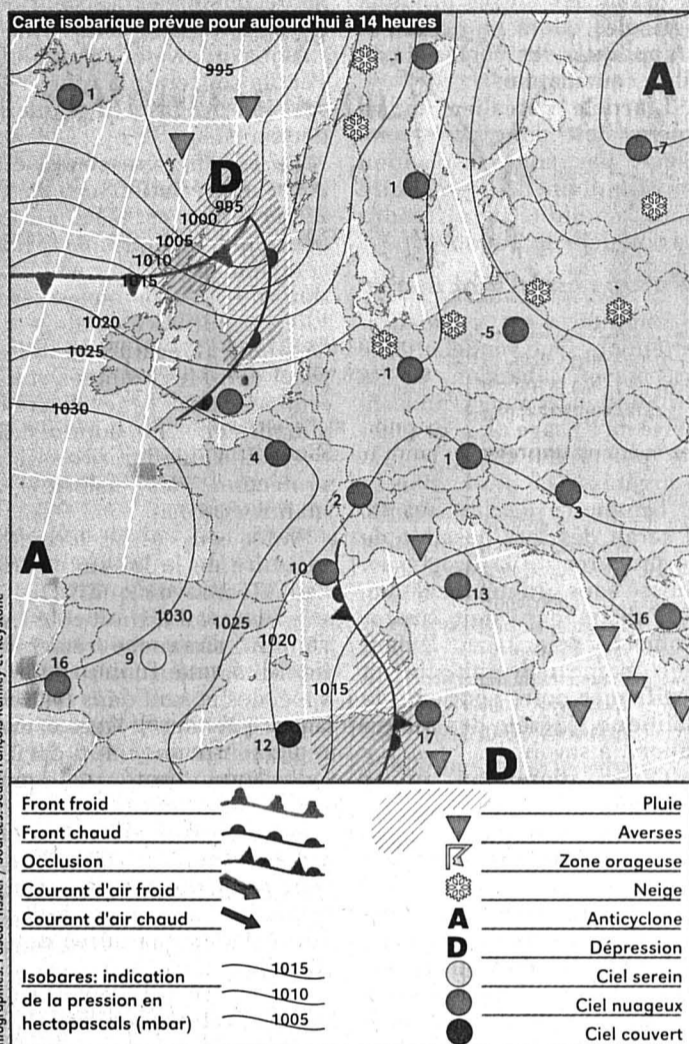 Carte isobarique prévue pour aujourd'hui à 14 heures
995
-1
A
1
-7
D
995
1
1000
1005
1010
1015
1020
-5
1025
-1
1030
4
1
2
3
A
10
13
1030
1025
16
9
1020
16
1015
17
12
D
Front froid
Front chaud
Occlusion
Courant d'air froid
Courant d'air chaud
Isobares: indication
de la pression en
hectopascals (mbar)
1015
1010
1005
Pluie
Averses
Zone orageuse
Neige
A Anticyclone
D Dépression
Ciel serein
Ciel nuageux
Ciel couvert